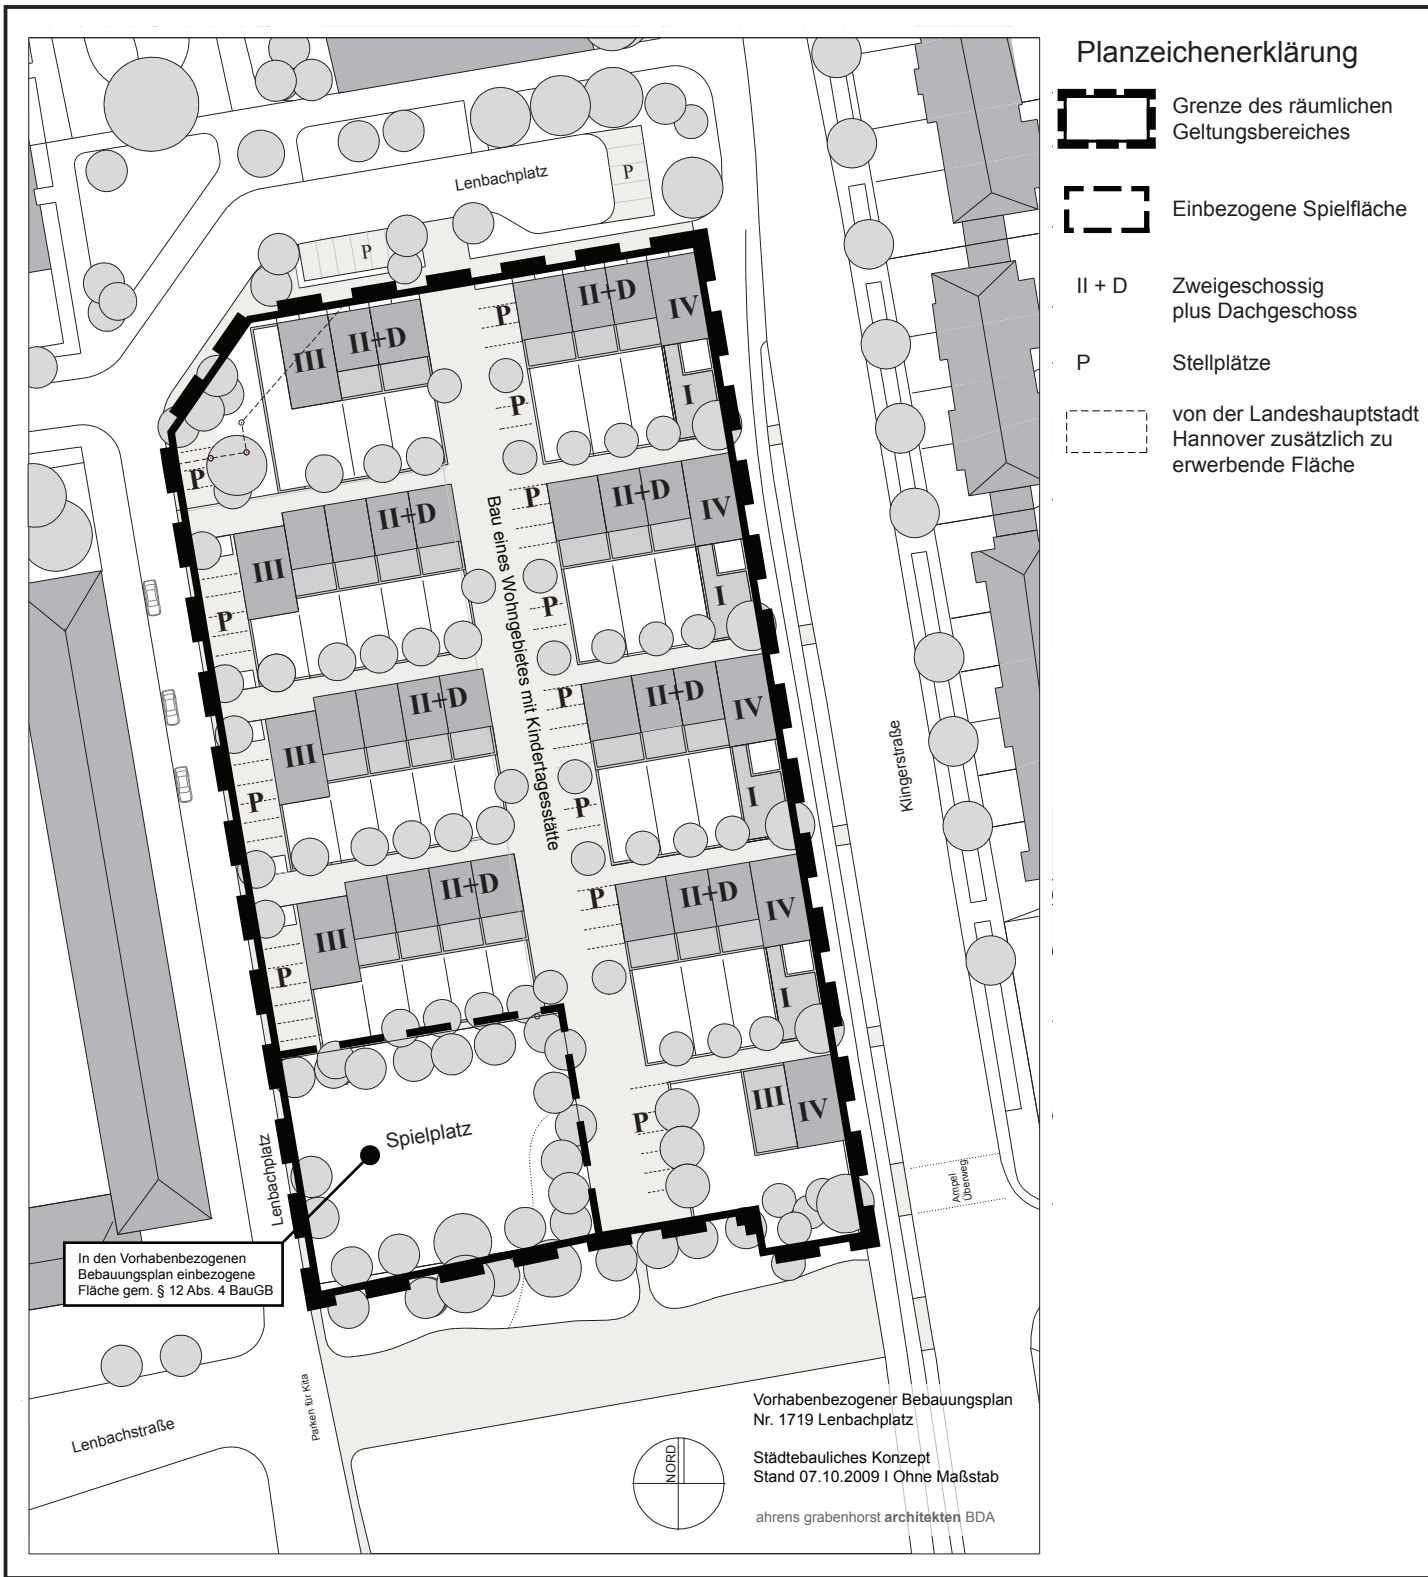 Planzeichenerklärung
Grenze des räumlichen
Geltungsbereiches
Einbezogene Spielfläche
II + D
Zweigeschossig
plus Dachgeschoss
P
Stellplätze
von der Landeshauptstadt
Hannover zusätzlich zu
erwerbende Fläche
Lenbachplatz
P
P
III
II+D
P
II+D
IV
P
I
P
II+D
III
P
P
II+D
IV
P
I
Bau eines Wohngebietes mit Kindertagesstätte
II+D
III
P
P
II+D
IV
P
I
Klingerstraße
II+D
III
P
P
II+D
IV
I
P
III
IV
Spielplatz
Lenbachplatz
Ampel
Überweg
In den Vorhabenbezogenen
Bebauungsplan einbezogene
Fläche gem. § 12 Abs. 4 BauGB
Parken für Kita
Lenbachstraße
NORD
Vorhabenbezogener Bebauungsplan
Nr. 1719 Lenbachplatz
Städtebauliches Konzept
Stand 07.10.2009 I Ohne Maßstab
ahrens grabenhorst architekten BDA